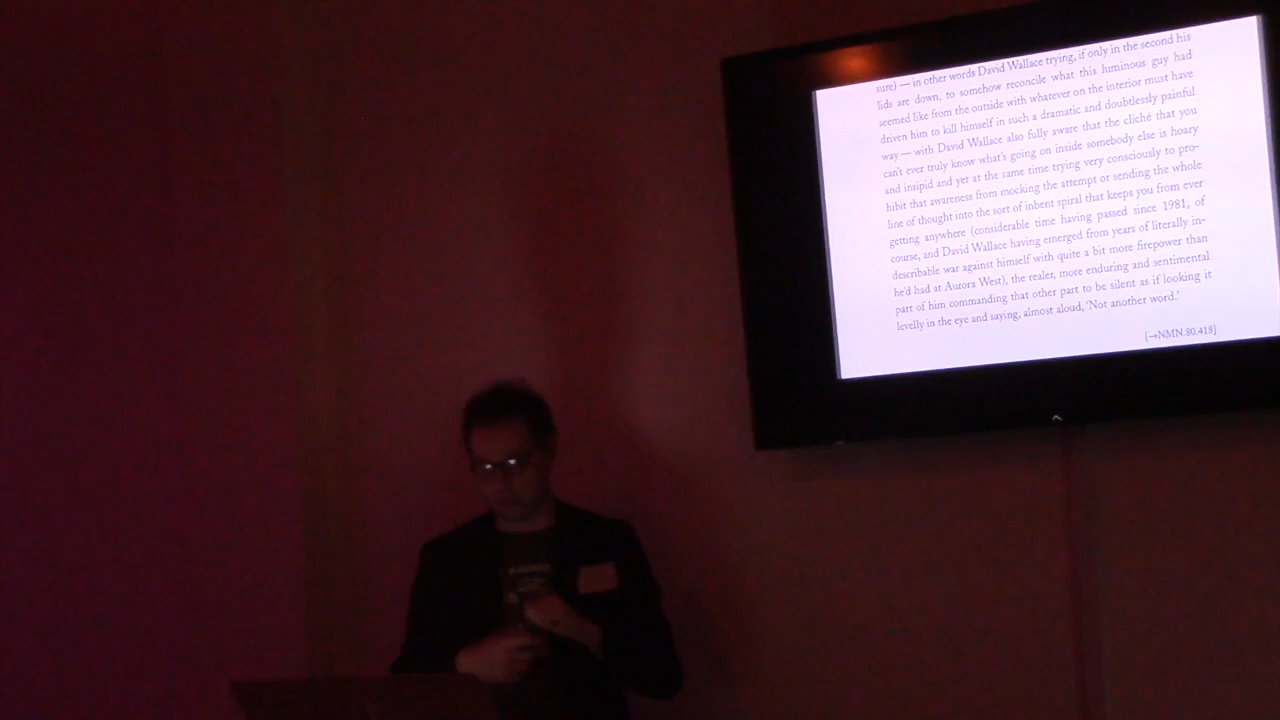 sure) — in other words David Wallace trying, if only in the second his
lids are down, to somehow reconcile what this luminous guy had
seemed like from the outside with whatever on the interior must have
driven him to kill himself in such a dramatic and doubtlessly painful
way — with David Wallace also fully aware that the cliché that you
can't ever truly know what's going on inside somebody else is hoary
and insipid and yet at the same time trying very consciously to pro-
hibit that awareness from mocking the attempt or sending the whole
line of thought into the sort of inbent spiral that keeps you from ever
getting anywhere (considerable time having passed since 1981, of
course, and David Wallace having emerged from years of literally in-
describable war against himself with quite a bit more firepower than
he'd had at Aurora West), the realer, more enduring and sentimental
part of him commanding that other part to be silent as if looking it
levelly in the eye and saying, almost aloud, 'Not another word.'
[→NMN.80.418]